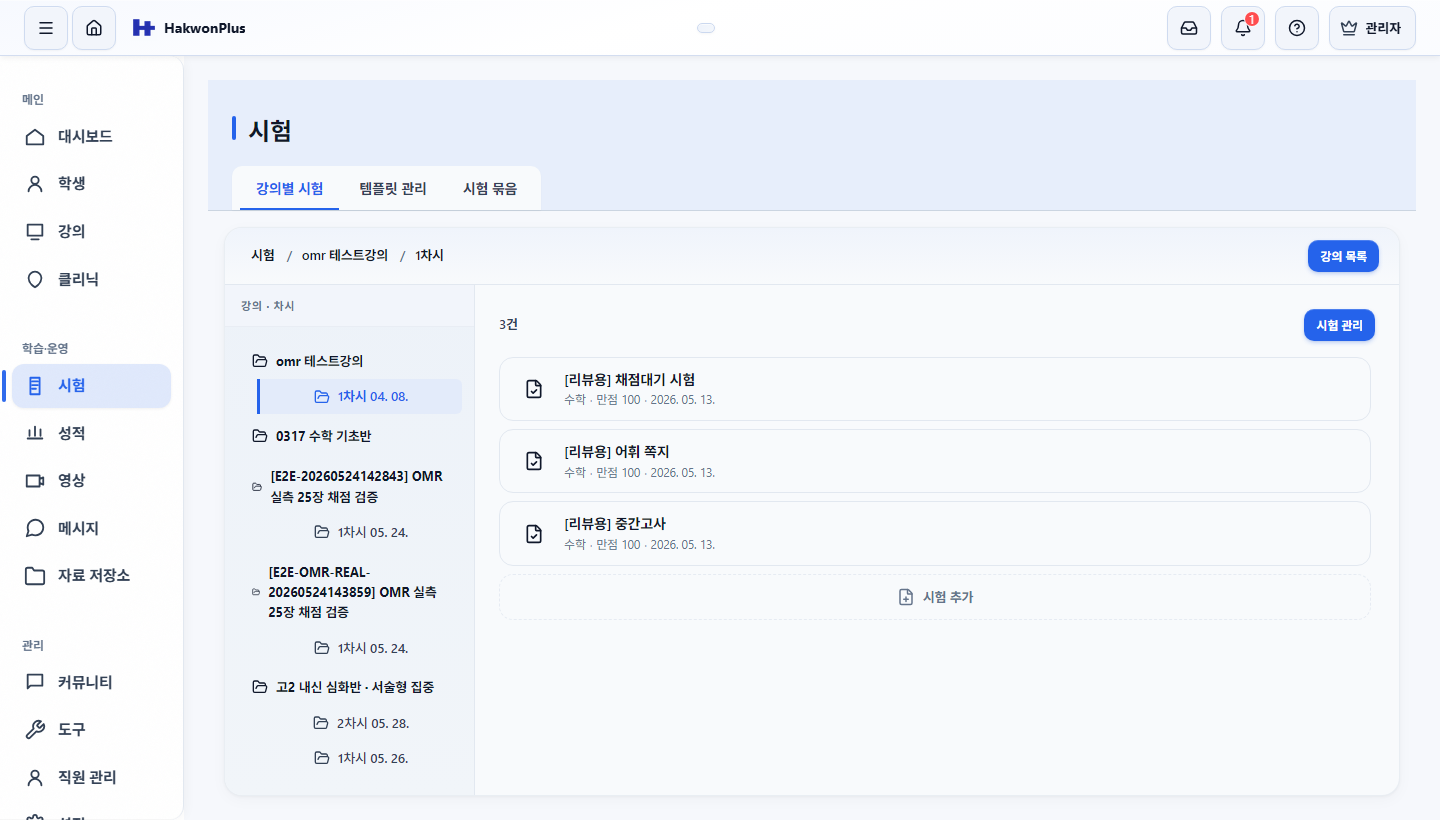 HakwonPlus
1
관리자
메인
대시보드
학생
강의
클리닉
학습·운영
시험
성적
영상
메시지
자료 저장소
관리
커뮤니티
도구
직원 관리
시험
강의별 시험
템플릿 관리
시험 묶음
시험 / omr 테스트강의 / 1차시
강의 목록
강의 · 차시
omr 테스트강의
1차시 04. 08.
0317 수학 기초반
[E2E-20260524142843] OMR
실측 25장 채점 검증
1차시 05. 24.
[E2E-OMR-REAL-
20260524143859] OMR 실측
25장 채점 검증
1차시 05. 24.
고2 내신 심화반 · 서술형 집중
2차시 05. 28.
1차시 05. 26.
3건
시험 관리
[리뷰용] 채점대기 시험
수학 · 만점 100 · 2026. 05. 13.
[리뷰용] 어휘 쪽지
수학 · 만점 100 · 2026. 05. 13.
[리뷰용] 중간고사
수학 · 만점 100 · 2026. 05. 13.
시험 추가